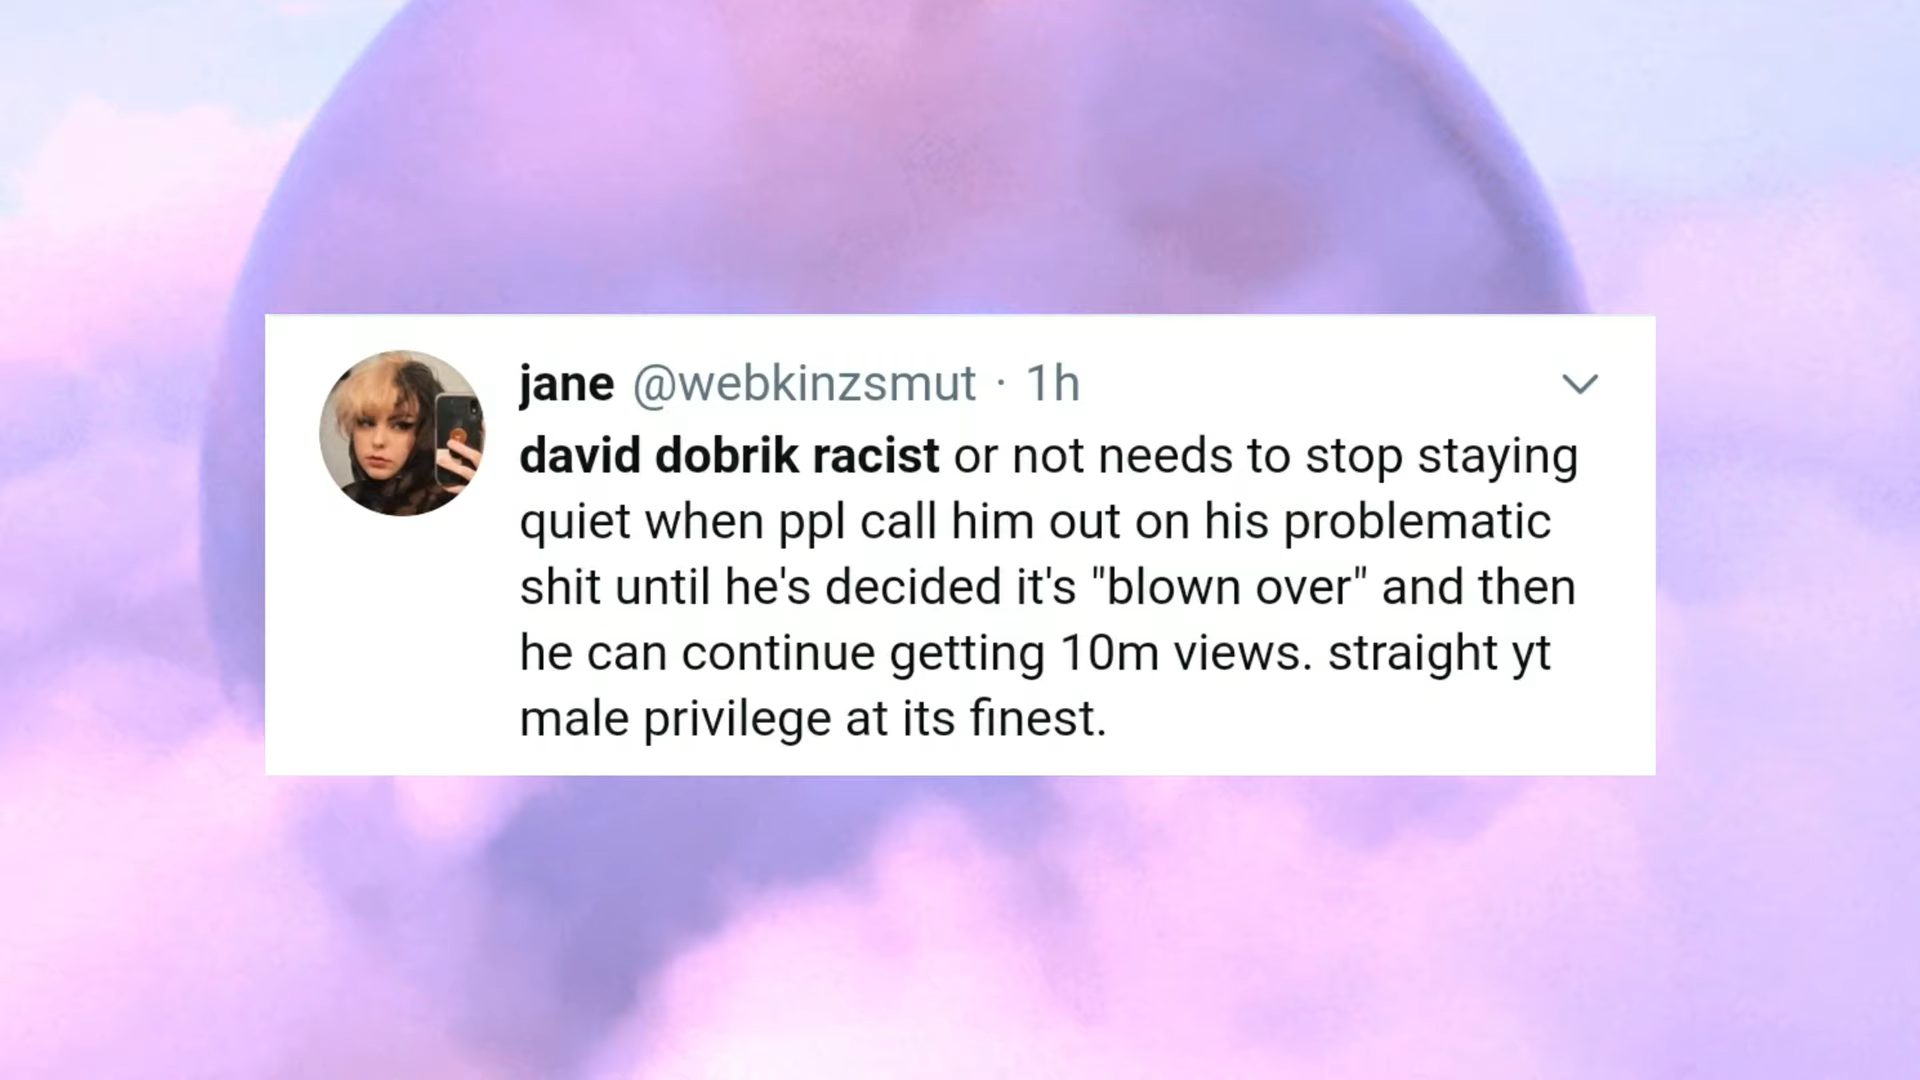 jane @webkinzsmut · 1h
david dobrik racist or not needs to stop staying
quiet when ppl call him out on his problematic
shit until he's decided it's "blown over" and then
he can continue getting 10m views. straight yt
male privilege at its finest.